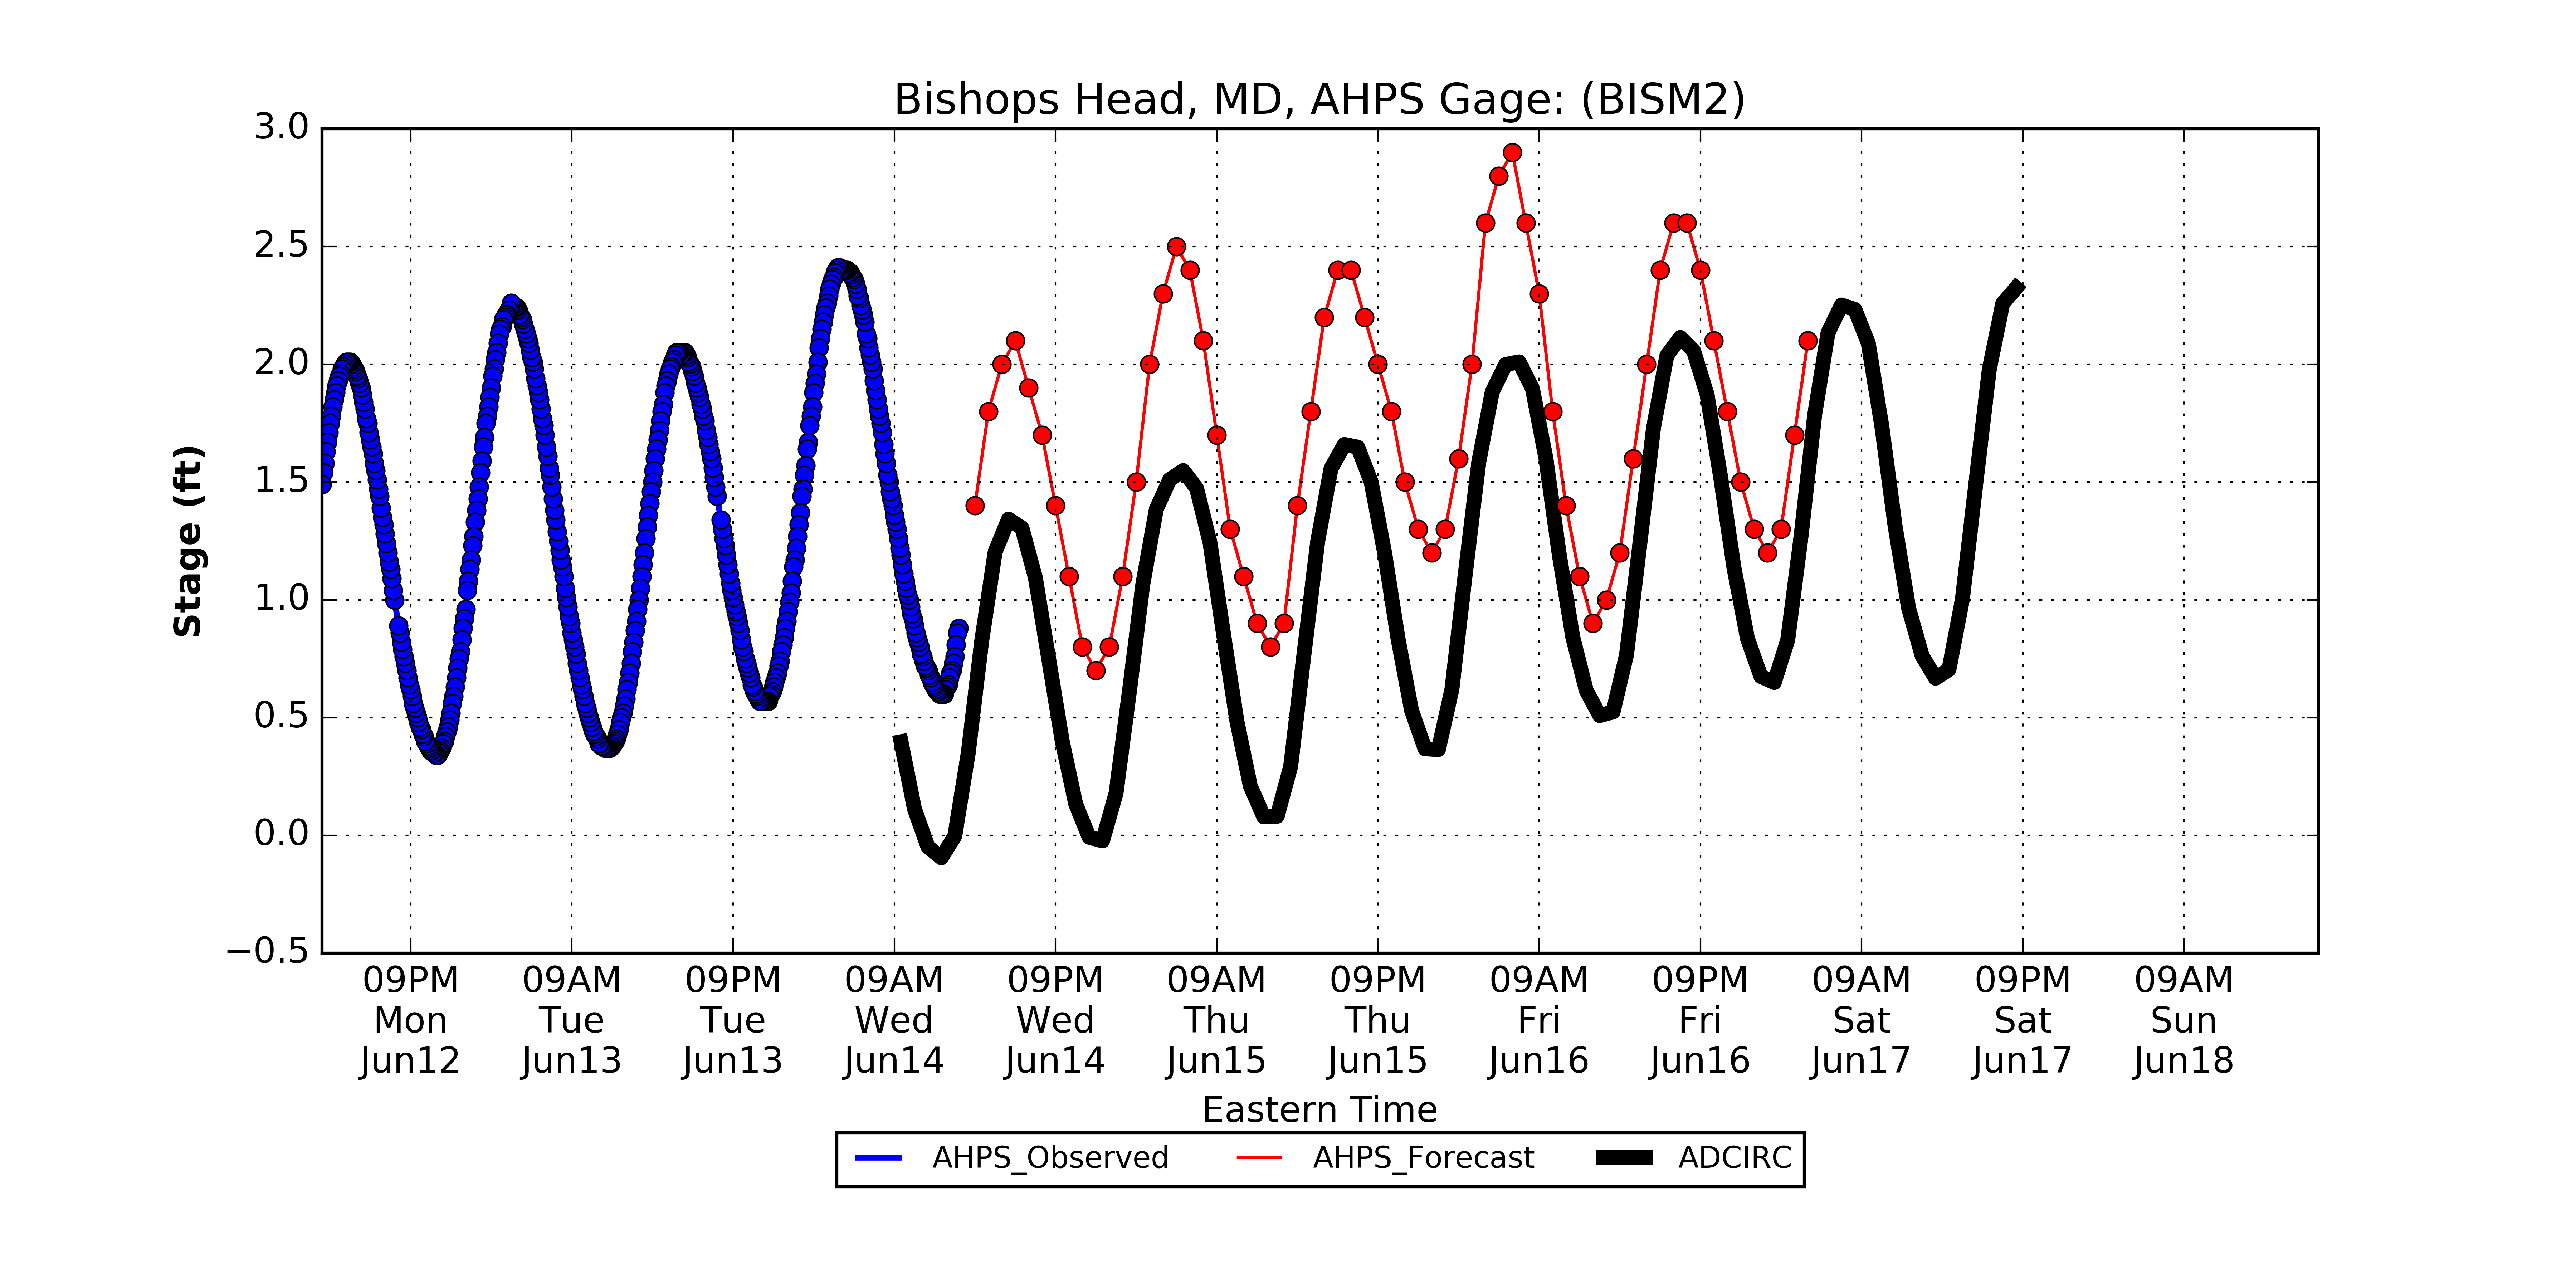 Bishops Head, MD, AHPS Gage: (BISM2)
3.0
2.5
2.0
1.5
1.0
0.5
0.0
−0.5
Stage (ft)
09PM 09AM 09PM 09AM 09PM 09AM 09PM 09AM 09PM 09AM 09PM 09AM
Mon Tue Tue Wed Wed Thu Thu Fri Fri Sat Sat Sun
Jun12 Jun13 Jun13 Jun14 Jun14 Jun15 Jun15 Jun16 Jun16 Jun17 Jun17 Jun18
Eastern Time
AHPS_Observed AHPS_Forecast ADCIRC